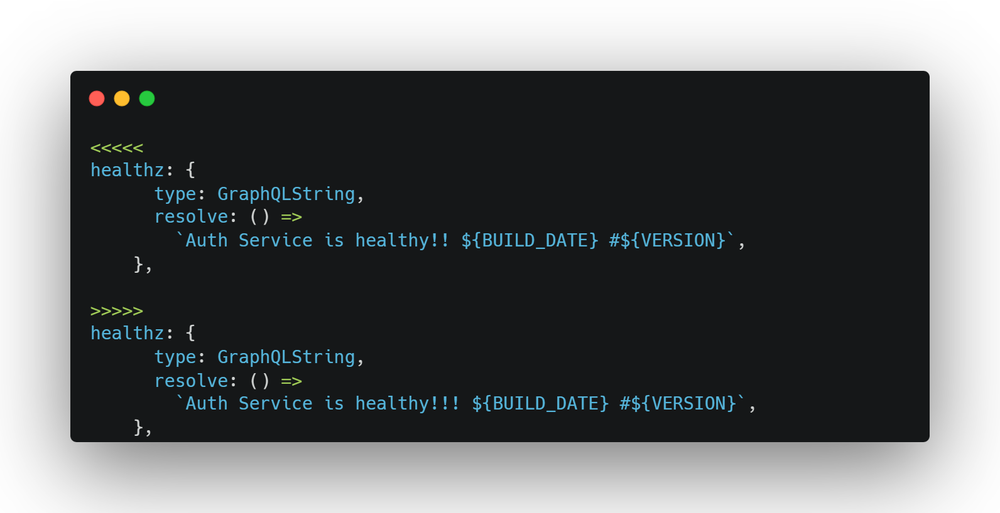 <<<<<
healthz: {
      type: GraphQLString,
      resolve: () =>
        `Auth Service is healthy!! ${BUILD_DATE} #${VERSION}`,
    },

>>>>>
healthz: {
      type: GraphQLString,
      resolve: () =>
        `Auth Service is healthy!!! ${BUILD_DATE} #${VERSION}`,
    },